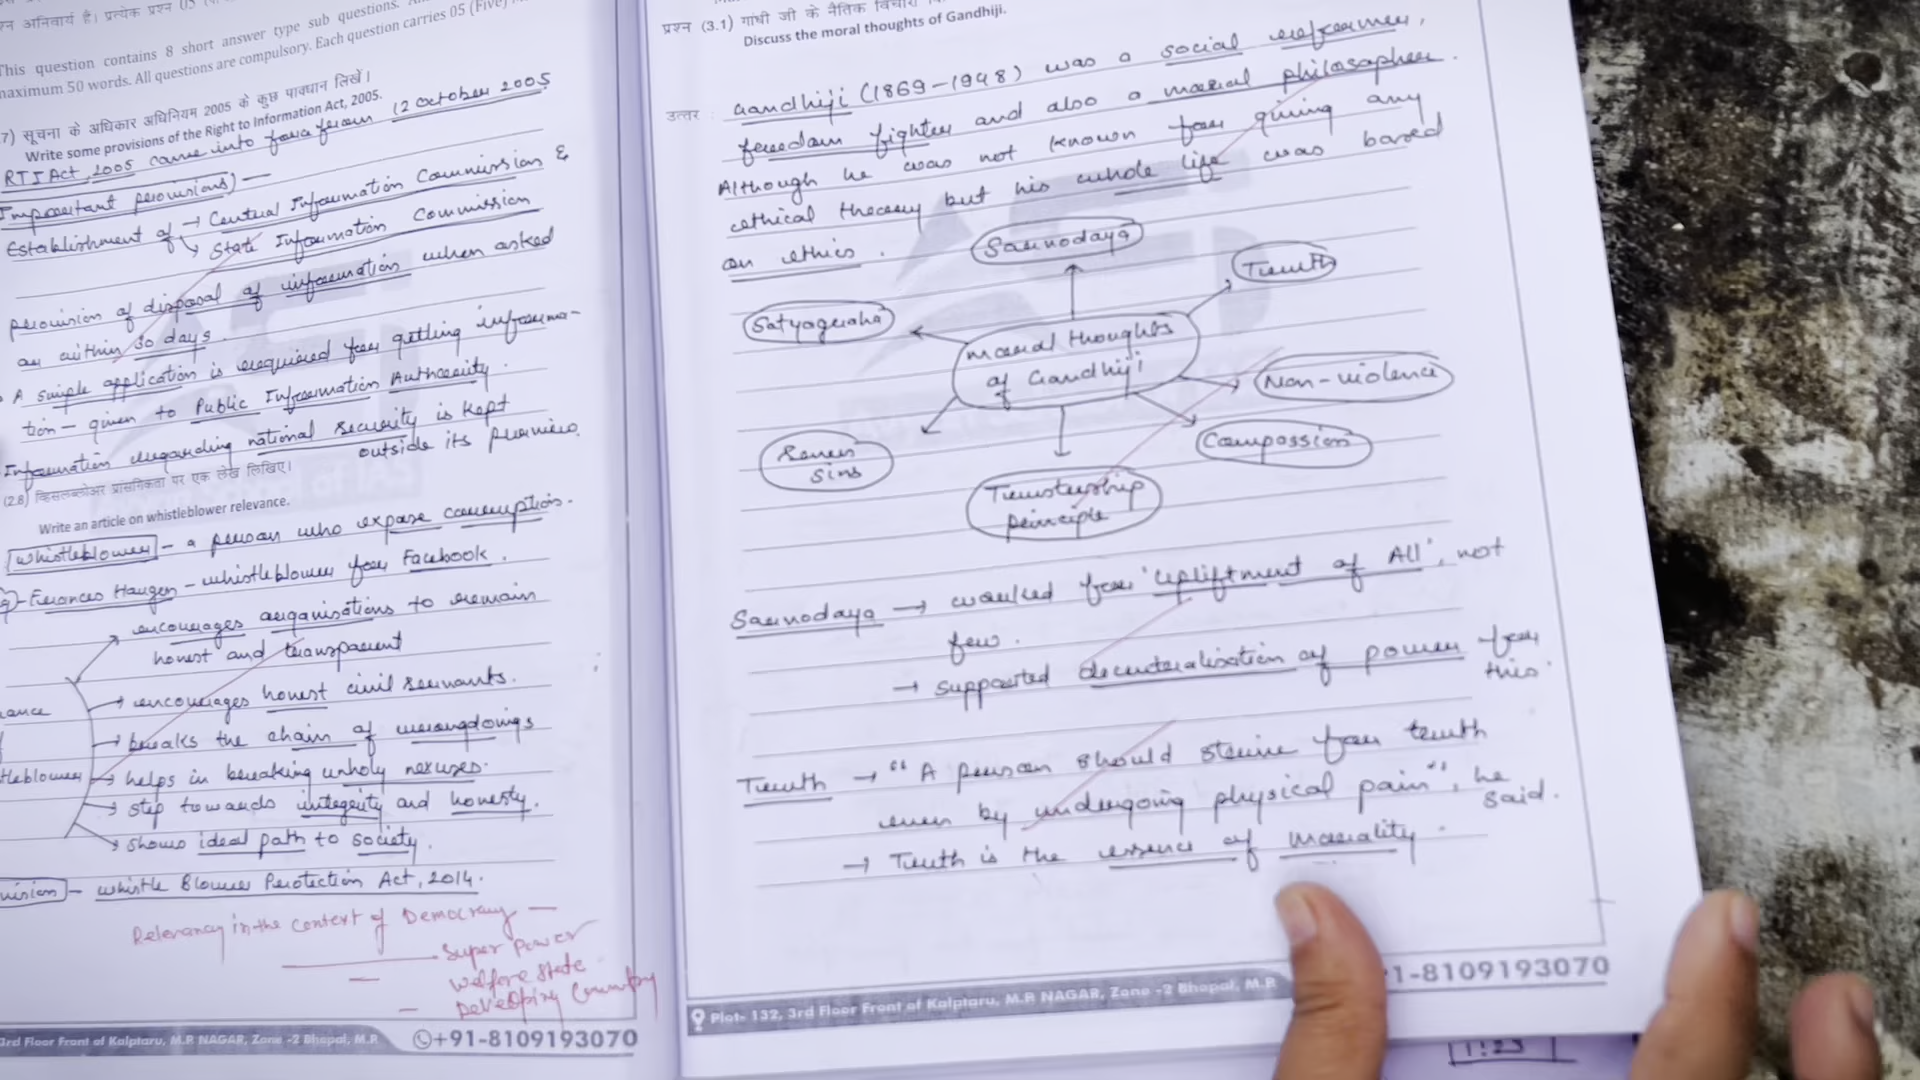 This question contains 8 short answer type sub questions.
maximum 50 words. All questions are compulsory. Each question carries 05 (Five)
7) सूचना के अधिकार अधिनियम 2005 के कुछ पावधान लिखें।
Write some provisions of the Right to Information Act, 2005.
RTI Act, 2005 came into force from 12 October 2005
Important provisions) —
Establishment of → Central Information Commission &
↘ State Information Commission
Provision of disposal of information when asked
on within 30 days.
A simple application is required for getting informa-
tion - given to Public Information Authority.
Information regarding national security is kept
outside its purview.
(2.8) व्हिसलब्लोअर प्रासंगिकता पर एक लेख लिखिए।
Write an article on whistleblower relevance.
Whistleblower - a person who expose corruption.
g) - Frances Haugen - whistleblower for Facebook.
→ encourages organisations to remain
honest and transparent
→ encourages honest civil servants.
→ breaks the chain of wrongdoings
→ helps in breaking unholy nexuses.
→ step towards integrity and honesty.
→ shows ideal path to society.
- Whistle Blower Protection Act, 2014.
Relevancy in the context of Democracy —
Super Power
— Welfare state
— Developing Country
3rd Floor Front of Kalptaru, M.P. NAGAR, Zone -2 Bhopal, M.P.
+91-8109193070
प्रश्न (3.1) गांधी जी के नैतिक विचारों
Discuss the moral thoughts of Gandhiji.
उत्तर :
Gandhiji (1869-1948) was a social reformer,
freedom fighter and also a moral philosopher.
Although he was not known for giving any
ethical theory but his whole life was based
on ethics.
Sarvodaya
Truth
Satyagraha
Moral thoughts
of Gandhiji
Non-violence
Compassion
Seven
sins
Trusteeship
principle
Sarvodaya → worked for 'upliftment of All', not
few.
→ supported decentralisation of power for
this.
Truth → "A person should strive for truth
even by undergoing physical pain", he
said.
→ Truth is the essence of morality.
Plot- 132, 3rd Floor Front of Kalptaru, M.P. NAGAR, Zone -2 Bhopal, M.P.
1-8109193070